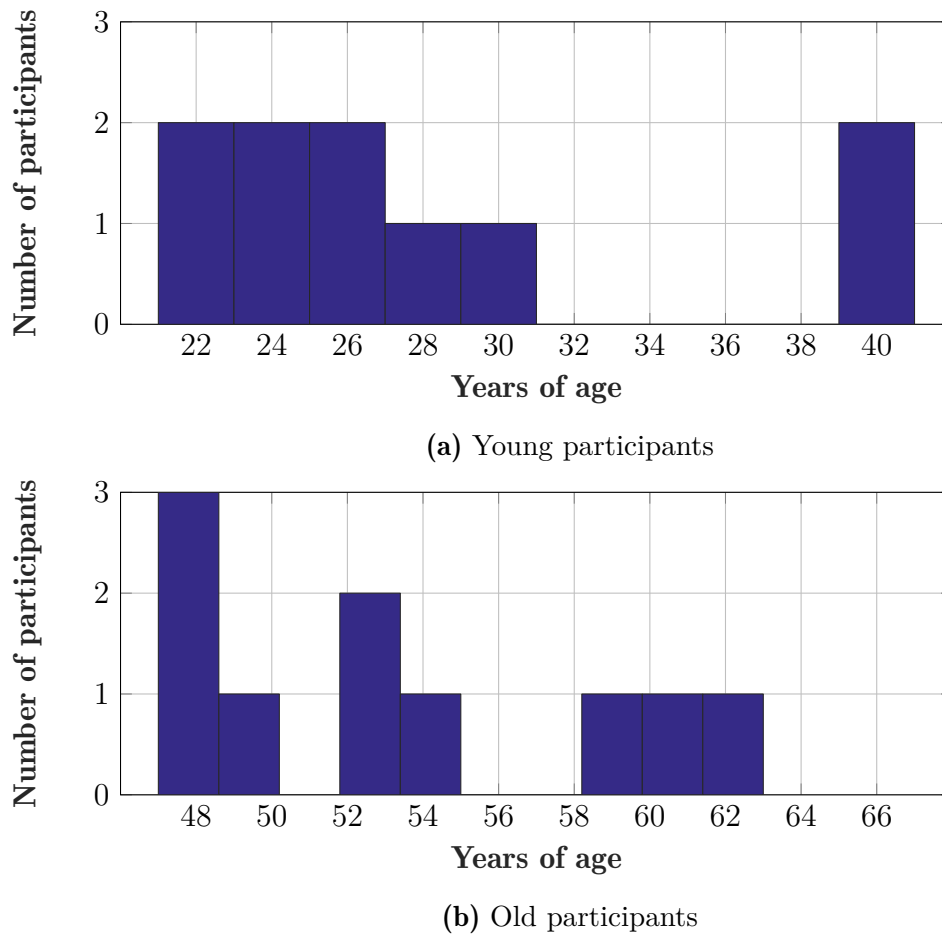 Number of participants
3
2
1
0
22 24 26 28 30 32 34 36 38 40
Years of age
(a) Young participants
Number of participants
3
2
1
0
48 50 52 54 56 58 60 62 64 66
Years of age
(b) Old participants